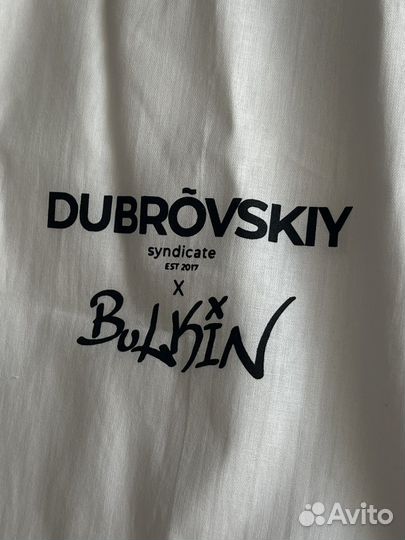 DUBRÕVSKIY
syndicate
EST 2017
X
BULKIN
Avito